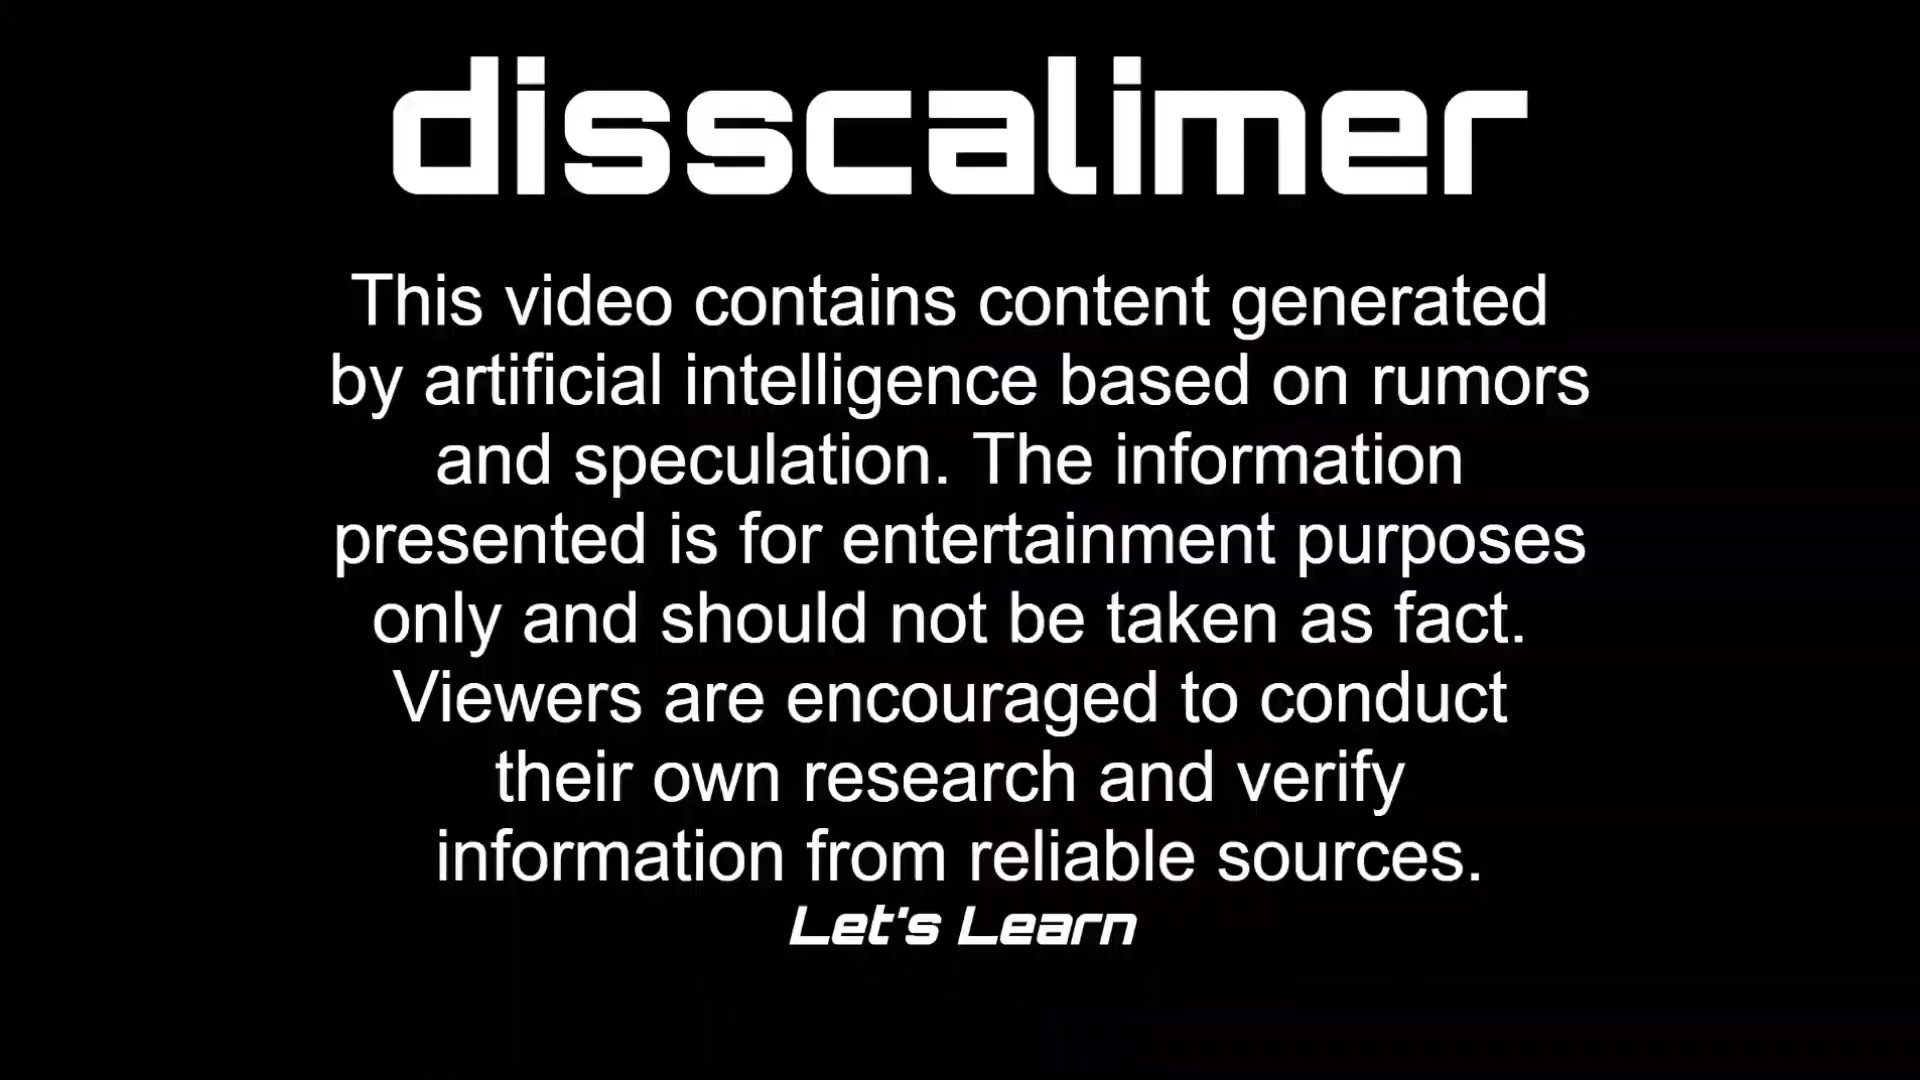 disscalimer
This video contains content generated
by artificial intelligence based on rumors
and speculation. The information
presented is for entertainment purposes
only and should not be taken as fact.
Viewers are encouraged to conduct
their own research and verify
information from reliable sources.
Let's Learn